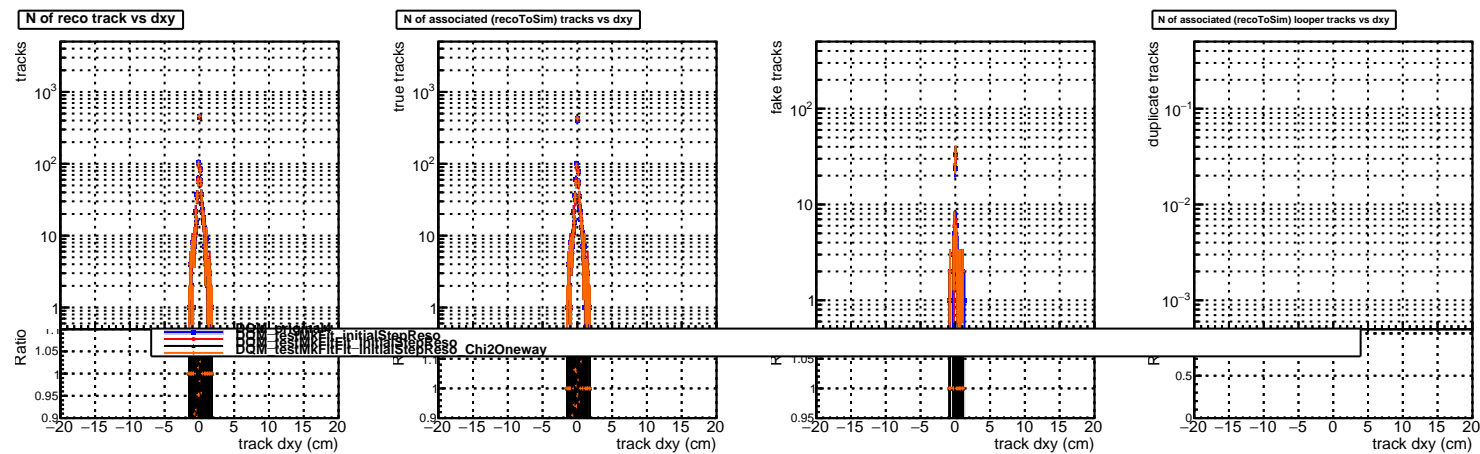 N of reco track vs dxy
N of associated (recoToSim) tracks vs dxy
N of associated (recoToSim) looper tracks vs dxy
tracks
10³
10²
10
1
true tracks
10³
10²
10
1
fake tracks
10²
10
1
duplicate tracks
10⁻¹
10⁻²
10⁻³
DQM_testMkFitFit_initialStepReso
DQM_testMkFitFit_initialStepReso_Chi2Oneway
Ratio
1.05
1
0.95
0.9
1
0.9
1.05
1
0.95
0.5
0
−20 −15 −10 −5 0 5 10 15 20
−20 −15 −10 −5 0 5 10 15 20
−20 −15 −10 −5 0 5 10 15 20
−20 −15 −10 −5 0 5 10 15 20
track dxy (cm)
track dxy (cm)
track dxy (cm)
track dxy (cm)